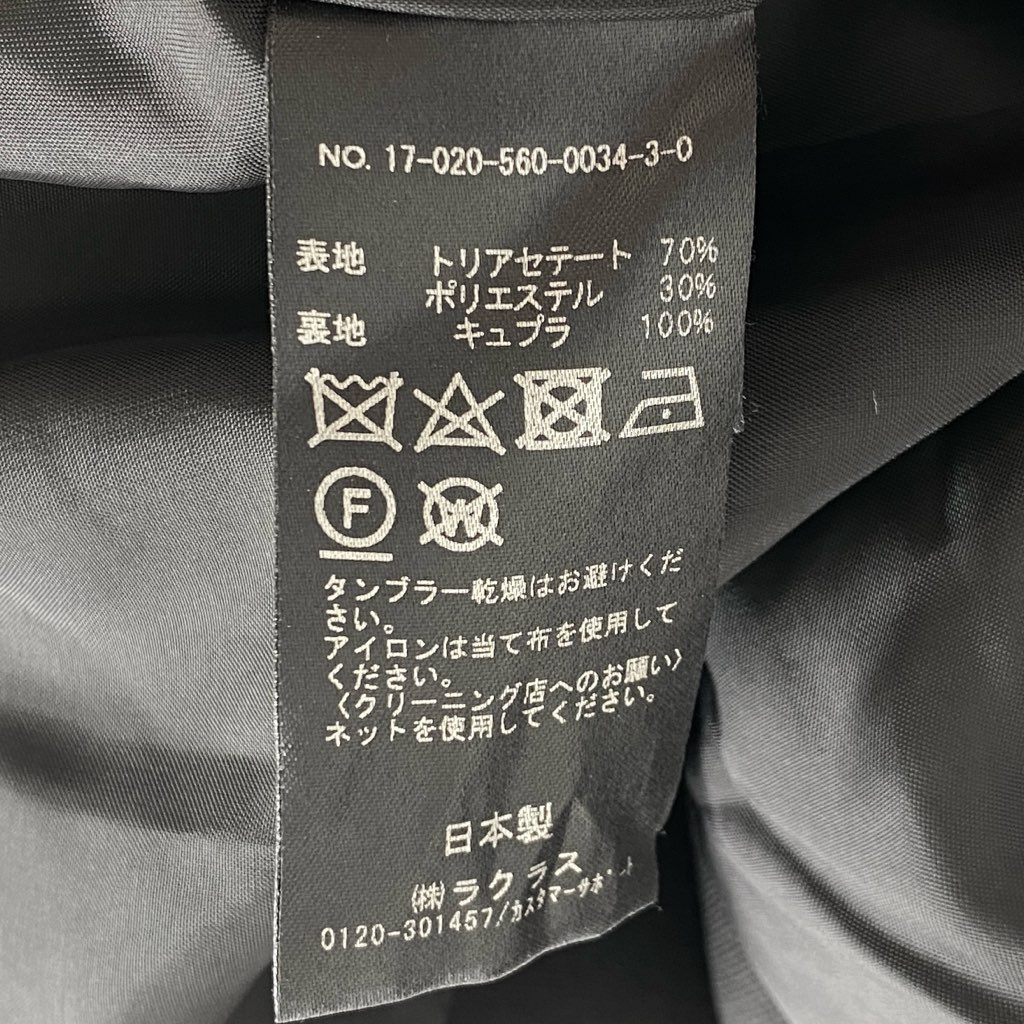 NO. 17-020-560-0034-3-0
表地 トリアセテート 70%
ポリエステル 30%
裏地 キュプラ 100%
F W
タンブラー乾燥はお避けくだ
さい。
アイロンは当て布を使用して
ください。
〈クリーニング店へのお願い〉
ネットを使用してください。
日本製
(株)ラクラス
0120-301457/カスタマーサポート